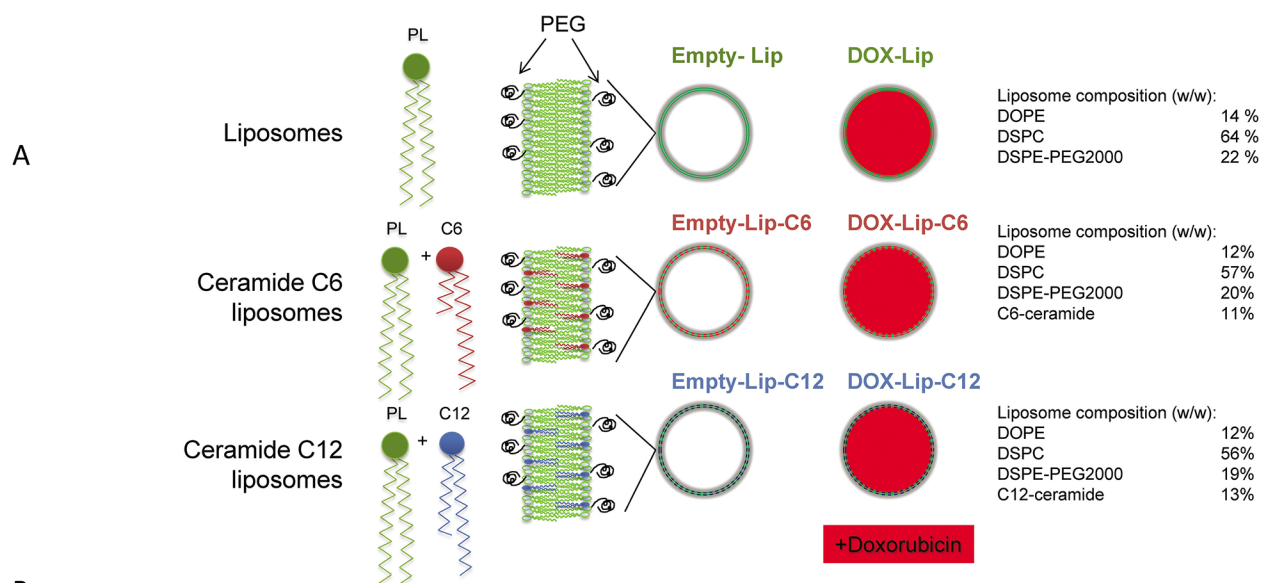 A
PEG
PL
Liposomes
Empty- Lip
DOX-Lip
Liposome composition (w/w):
DOPE 14 %
DSPC 64 %
DSPE-PEG2000 22 %
PL + C6
Ceramide C6
liposomes
Empty-Lip-C6
DOX-Lip-C6
Liposome composition (w/w):
DOPE 12%
DSPC 57%
DSPE-PEG2000 20%
C6-ceramide 11%
PL + C12
Ceramide C12
liposomes
Empty-Lip-C12
DOX-Lip-C12
Liposome composition (w/w):
DOPE 12%
DSPC 56%
DSPE-PEG2000 19%
C12-ceramide 13%
+Doxorubicin